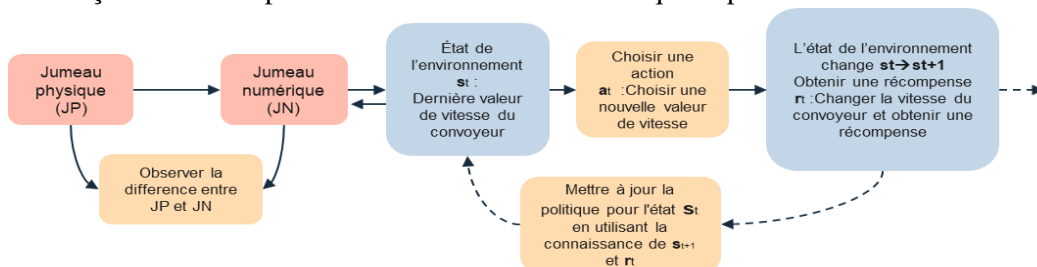 Jumeau
physique (JP)
Jumeau
numérique
(JN)
Observer la
difference entre
JP et JN
État de
l'environnement
st :
Dernière valeur
de vitesse du
convoyeur
Choisir une
action
at :Choisir une
nouvelle valeur
de vitesse
L'état de l'environnement
change st→st+1
Obtenir une récompense
rt :Changer la vitesse du
convoyeur et obtenir une
récompense
Mettre à jour la
politique pour l'état St
en utilisant la
connaissance de st+1
et rt